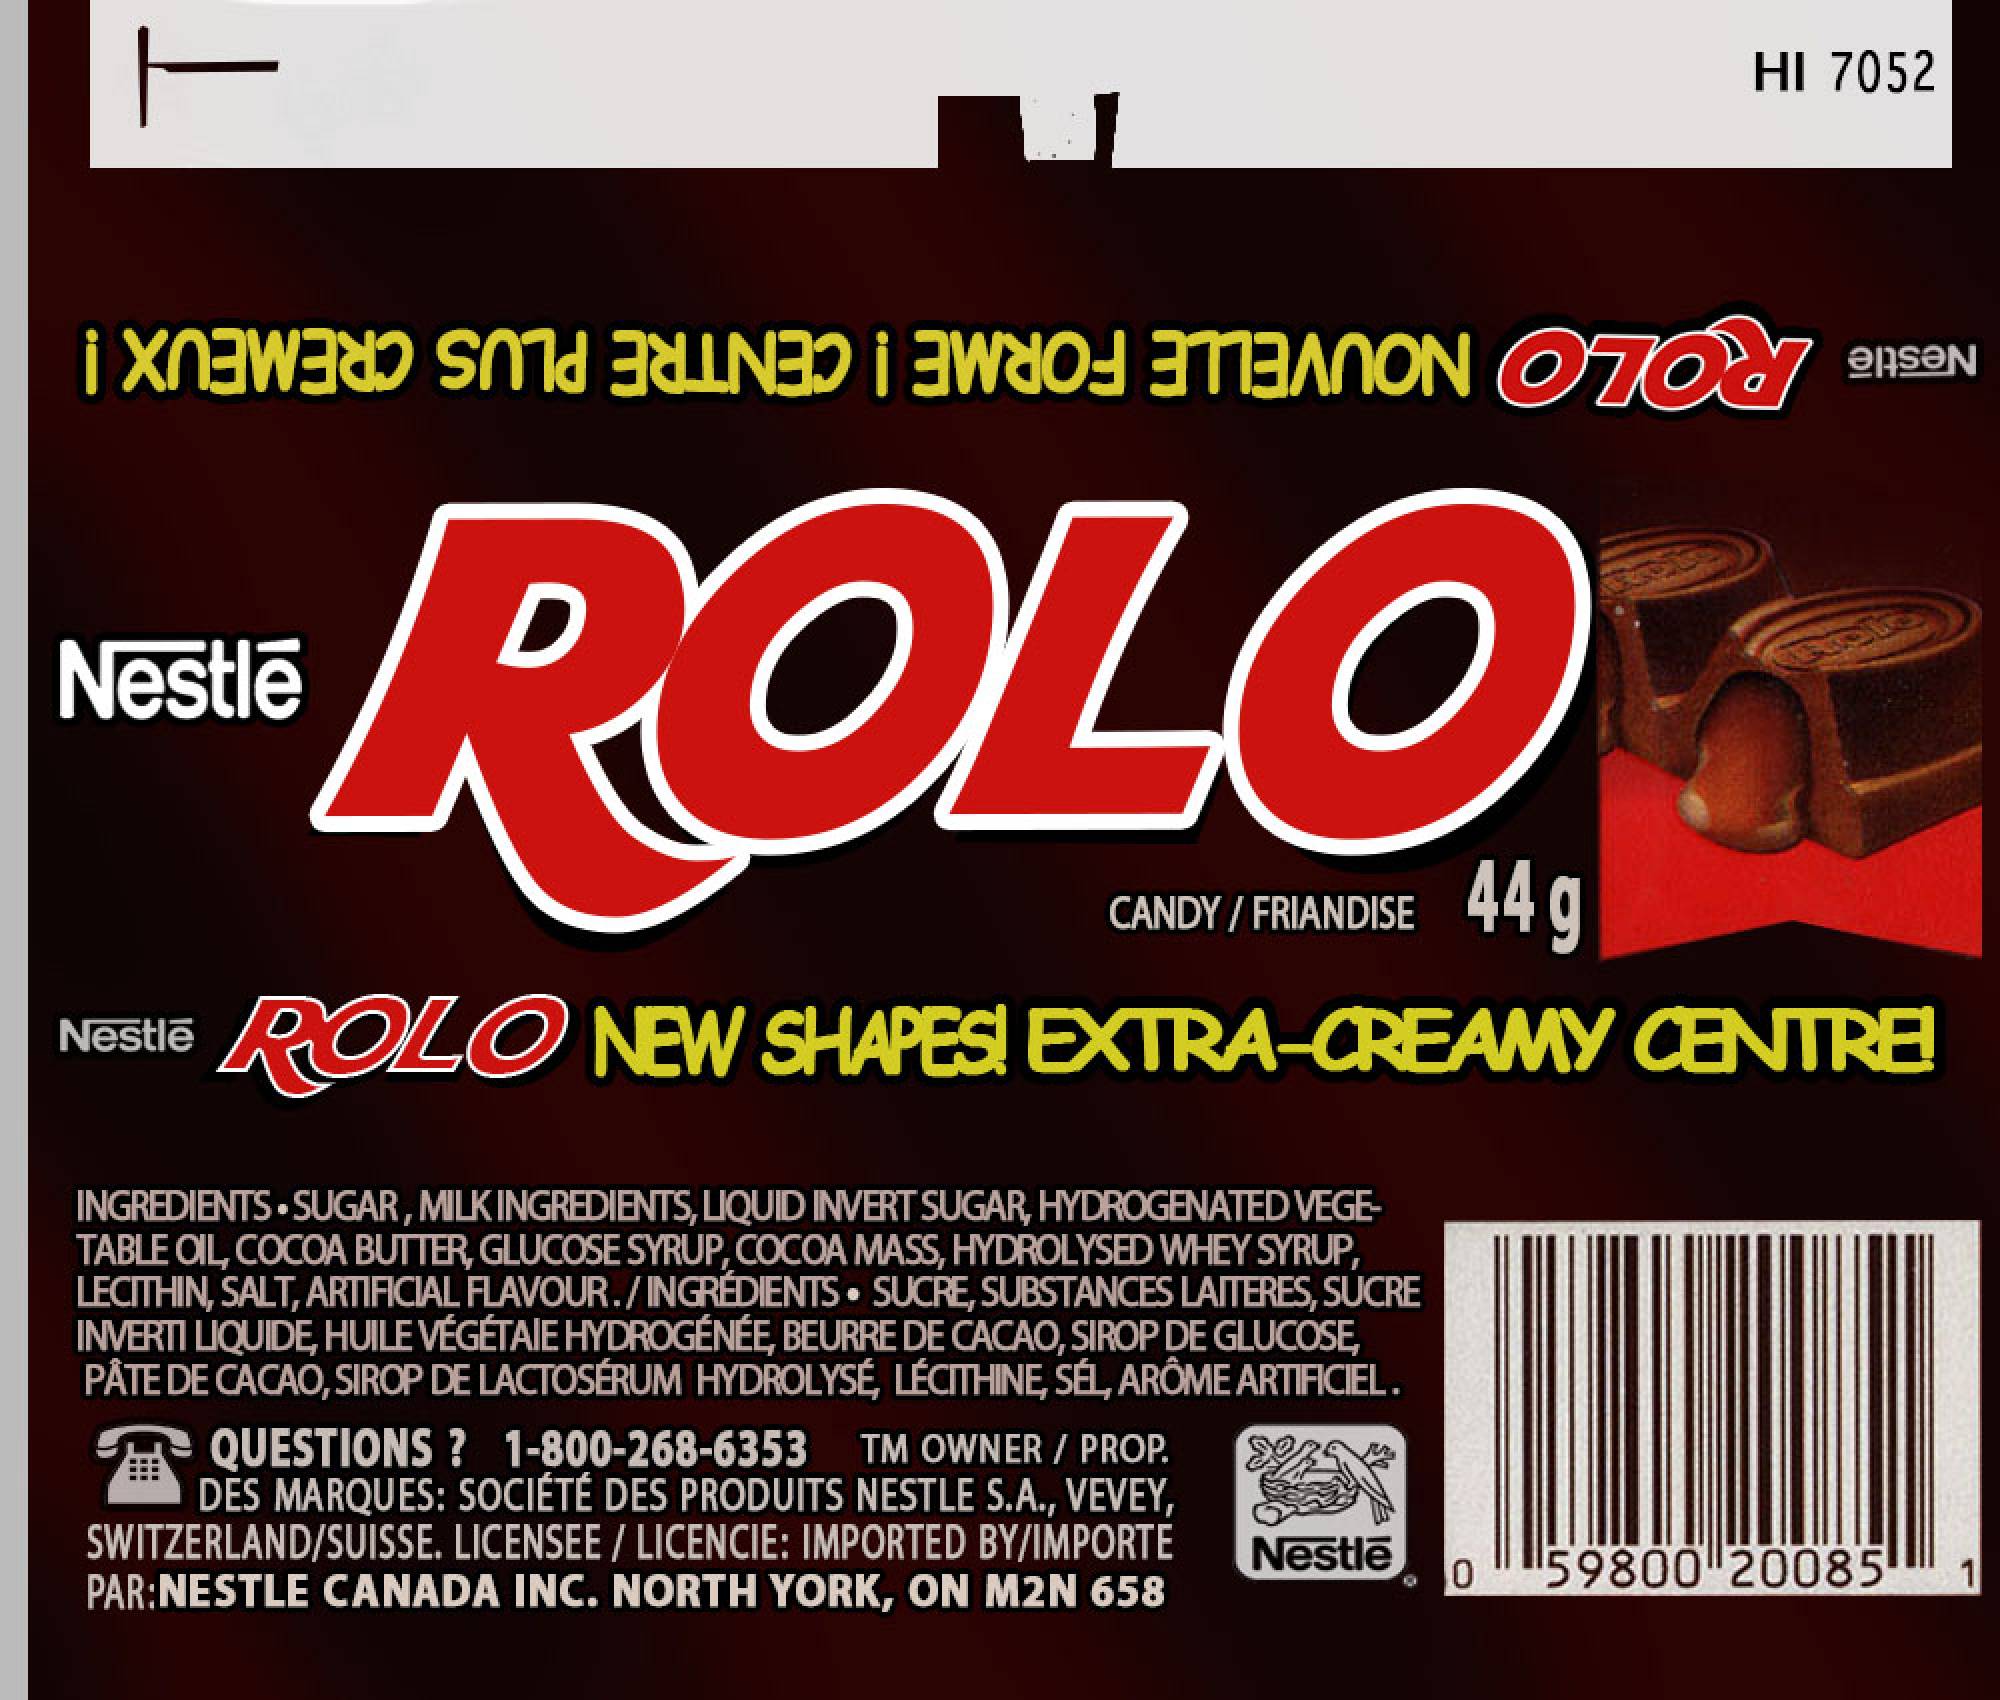 HI 7052
Nestlé ROLO NOUVELLE FORME ! CENTRE PLUS CREMEUX !
Nestlé
ROLO
CANDY / FRIANDISE 44 g
Nestlé ROLO NEW SHAPES! EXTRA-CREAMY CENTRE!
INGREDIENTS • SUGAR , MILK INGREDIENTS, LIQUID INVERT SUGAR, HYDROGENATED VEGE-
TABLE OIL, COCOA BUTTER, GLUCOSE SYRUP, COCOA MASS, HYDROLYSED WHEY SYRUP,
LECITHIN, SALT, ARTIFICIAL FLAVOUR . / INGRÉDIENTS • SUCRE, SUBSTANCES LAITERES, SUCRE
INVERTI LIQUIDE, HUILE VÉGÉTAlE HYDROGÉNÉE, BEURRE DE CACAO, SIROP DE GLUCOSE,
PÂTE DE CACAO, SIROP DE LACTOSÉRUM HYDROLYSÉ, LÉCITHINE, SÉL, ARÔME ARTIFICIEL .
QUESTIONS ? 1-800-268-6353 TM OWNER / PROP.
DES MARQUES: SOCIÉTÉ DES PRODUITS NESTLE S.A., VEVEY,
SWITZERLAND/SUISSE. LICENSEE / LICENCIE: IMPORTED BY/IMPORTE
PAR:NESTLE CANADA INC. NORTH YORK, ON M2N 658
Nestlé
0 59800 20085 1
Rolo
Rolo